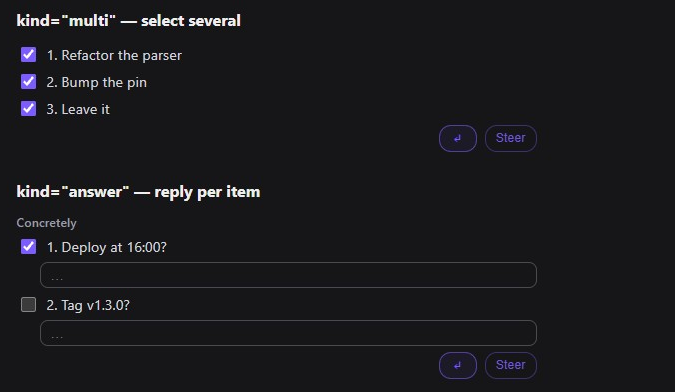 kind="multi" — select several
1. Refactor the parser
2. Bump the pin
3. Leave it
↵ Steer
kind="answer" — reply per item
Concretely
1. Deploy at 16:00?
...
2. Tag v1.3.0?
...
↵ Steer